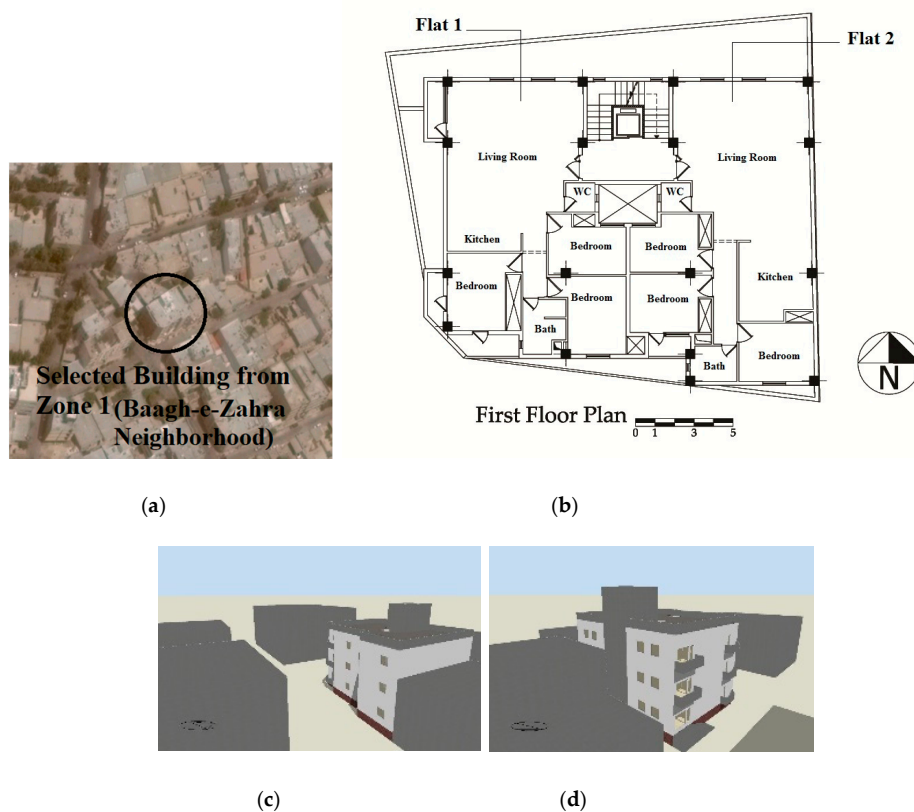 Flat 1
Flat 2
Living Room
Living Room
WC
WC
Kitchen
Bedroom
Bedroom
Kitchen
Bedroom
Bedroom
Bedroom
Bath
Bath
Bedroom
N
First Floor Plan
0 1 3 5
Selected Building from
Zone 1 (Baagh-e-Zahra
Neighborhood)
(a)
(b)
(c)
(d)